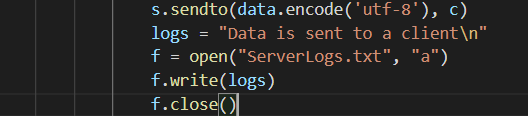 s.sendto(data.encode('utf-8'), c)
logs = "Data is sent to a client\n"
f = open("ServerLogs.txt", "a")
f.write(logs)
f.close()